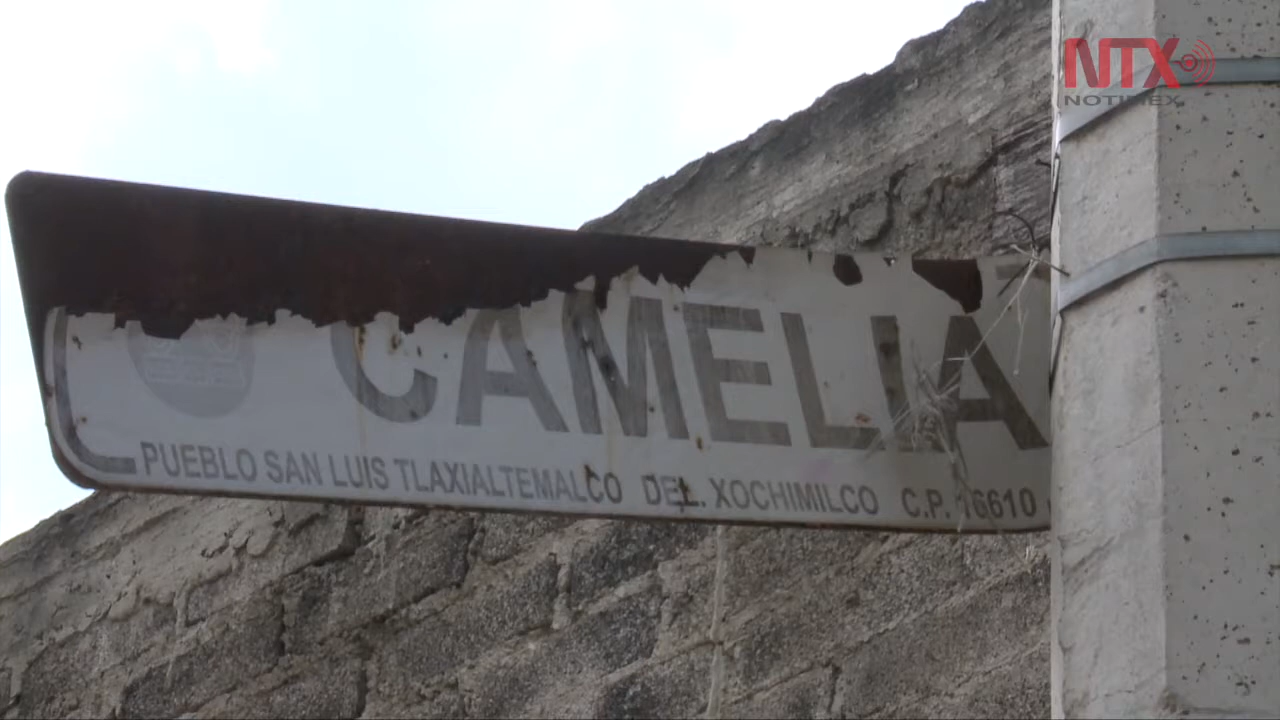 NTX
NOTIMEX
CAMELIA
PUEBLO SAN LUIS TLAXIALTEMALCO DEL. XOCHIMILCO C.P. 16610